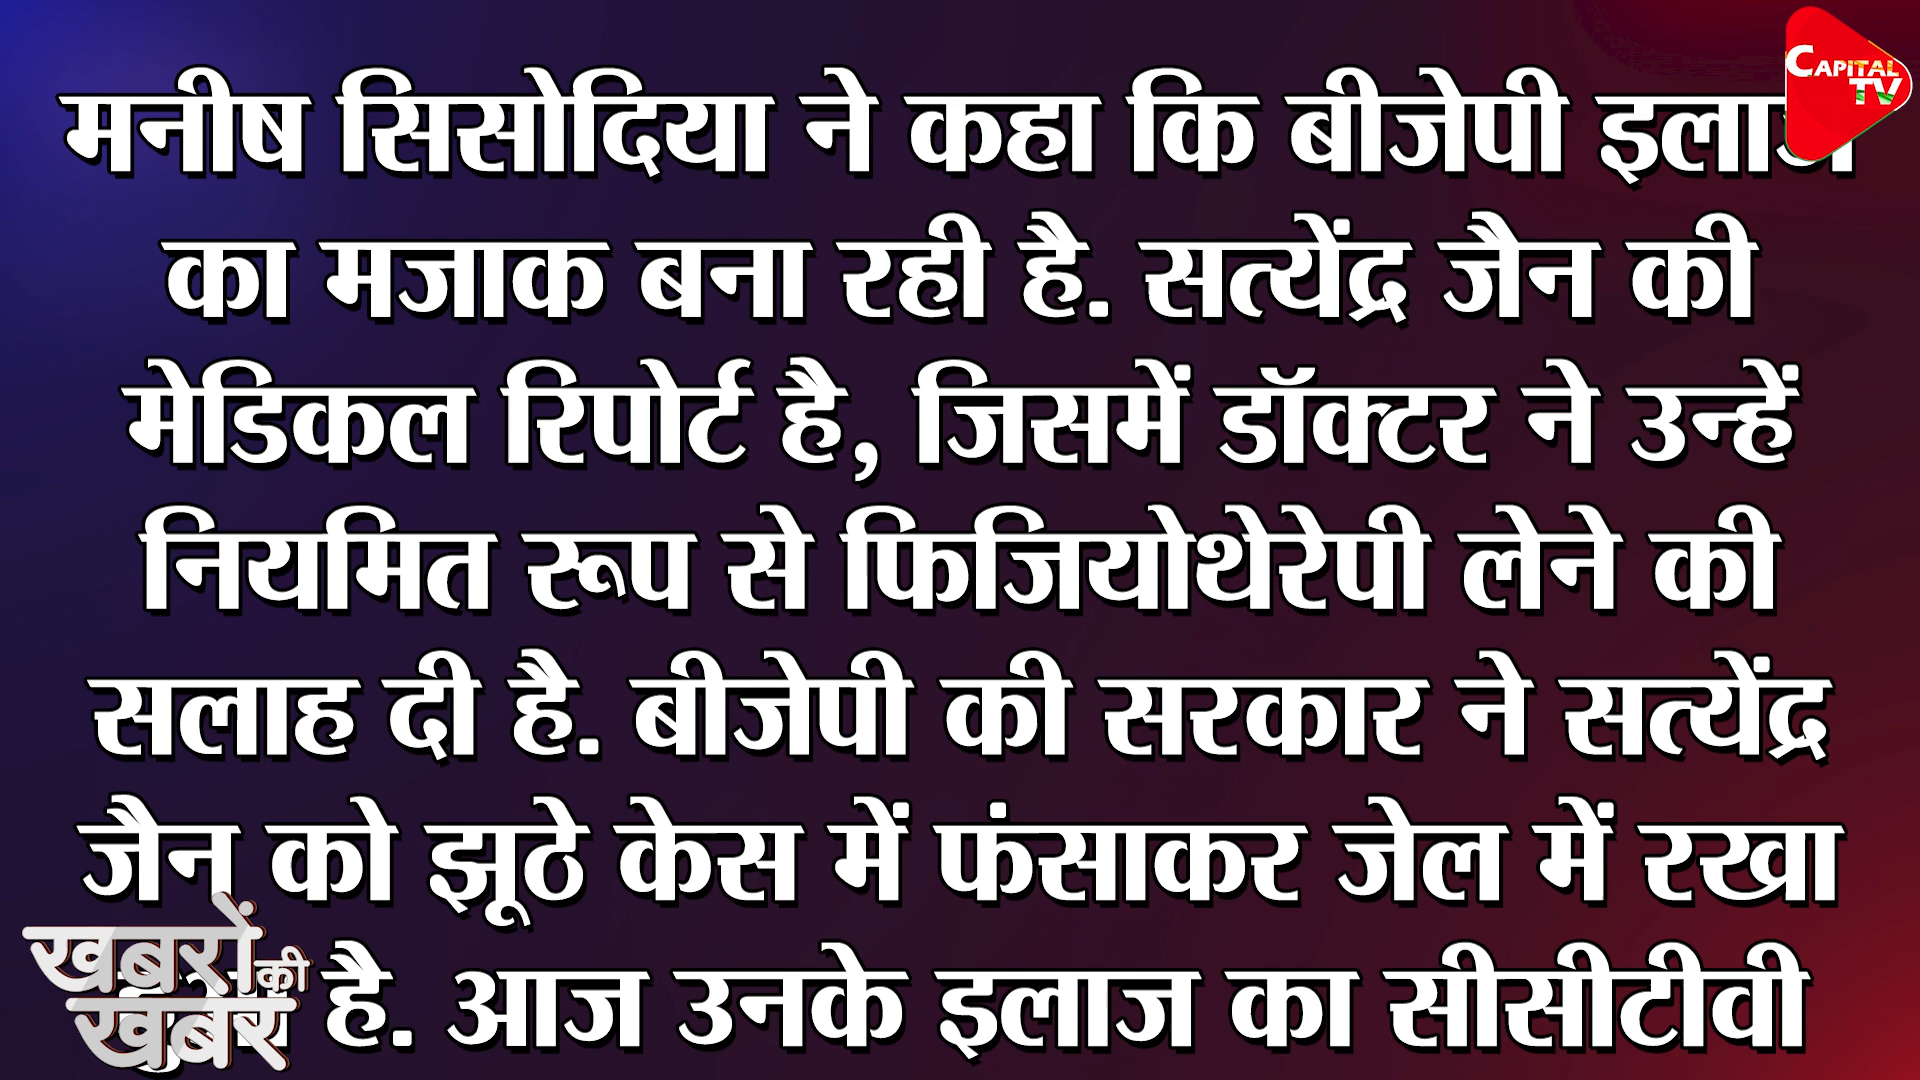 CAPITAL
TV
मनीष सिसोदिया ने कहा कि बीजेपी इलाज
का मजाक बना रही है. सत्येंद्र जैन की
मेडिकल रिपोर्ट है, जिसमें डॉक्टर ने उन्हें
नियमित रूप से फिजियोथेरेपी लेने की
सलाह दी है. बीजेपी की सरकार ने सत्येंद्र
जैन को झूठे केस में फंसाकर जेल में रखा
है. आज उनके इलाज का सीसीटीवी
खबरों की
खबर